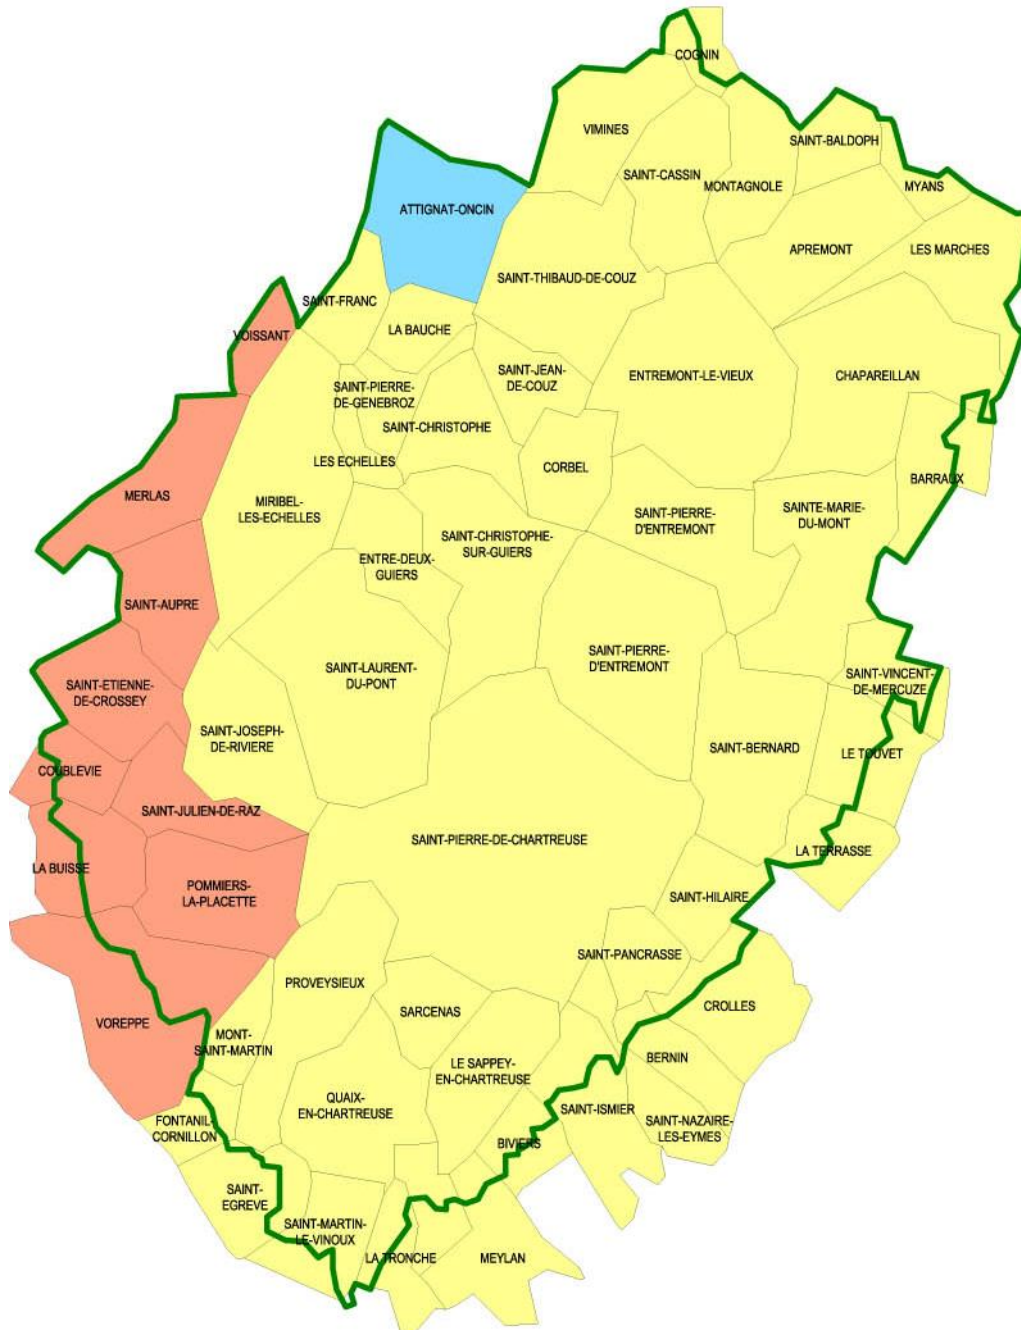 COGNIN
VIMINES
SAINT-BALDOPH
SAINT-CASSIN
MONTAGNOLE
MYANS
ATTIGNAT-ONCIN
APREMONT
LES MARCHES
SAINT-THIBAUD-DE-COUZ
SAINT-FRANC
LA BAUCHE
VOISSANT
SAINT-JEAN-
DE-COUZ
ENTREMONT-LE-VIEUX
CHAPAREILLAN
SAINT-PIERRE-
DE-GENEBROZ
SAINT-CHRISTOPHE
LES ECHELLES
CORBEL
BARRAUX
MERLAS
MIRIBEL-
LES-ECHELLES
SAINT-PIERRE-
D'ENTREMONT
SAINTE-MARIE-
DU-MONT
SAINT-CHRISTOPHE-
SUR-GUIERS
ENTRE-DEUX-
GUIERS
SAINT-AUPRE
SAINT-PIERRE-
D'ENTREMONT
SAINT-LAURENT-
DU-PONT
SAINT-VINCENT-
DE-MERCUZE
SAINT-ETIENNE-
DE-CROSSEY
SAINT-JOSEPH-
DE-RIVIERE
SAINT-BERNARD
LE TOUVET
COUBLEVIE
SAINT-JULIEN-DE-RAZ
SAINT-PIERRE-DE-CHARTREUSE
LA TERRASSE
LA BUISSE
POMMIERS-
LA-PLACETTE
SAINT-HILAIRE
SAINT-PANCRASSE
PROVEYSIEUX
CROLLES
SARCENAS
VOREPPE
MONT-
SAINT-MARTIN
LE SAPPEY-
EN-CHARTREUSE
BERNIN
QUAIX-
EN-CHARTREUSE
SAINT-ISMIER
FONTANIL-
CORNILLON
SAINT-NAZAIRE-
LES-EYMES
BIVIERS
SAINT-
EGREVE
SAINT-MARTIN-
LE-VINOUX
LA TRONCHE
MEYLAN